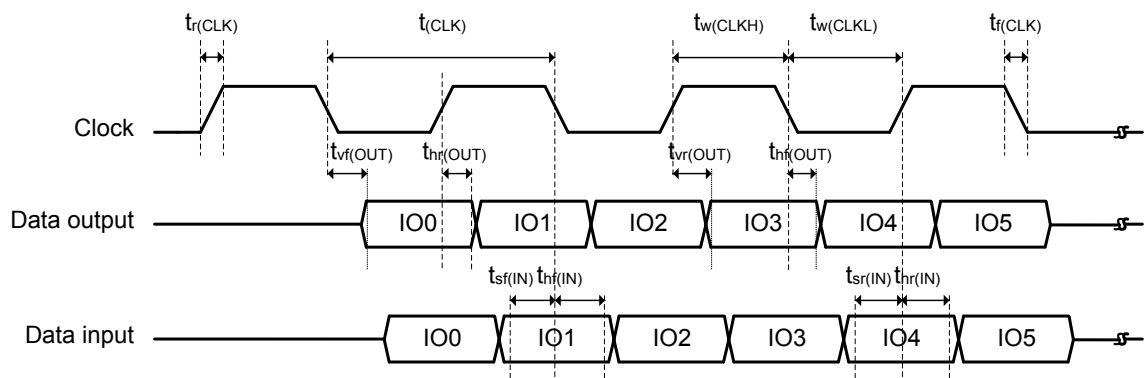 tr(CLK) t(CLK) tw(CLKH) tw(CLKL) tf(CLK)
Clock
tvf(OUT) thr(OUT) tvr(OUT) thf(OUT)
Data output IO0 IO1 IO2 IO3 IO4 IO5
tsf(IN) thf(IN) tsr(IN) thr(IN)
Data input IO0 IO1 IO2 IO3 IO4 IO5